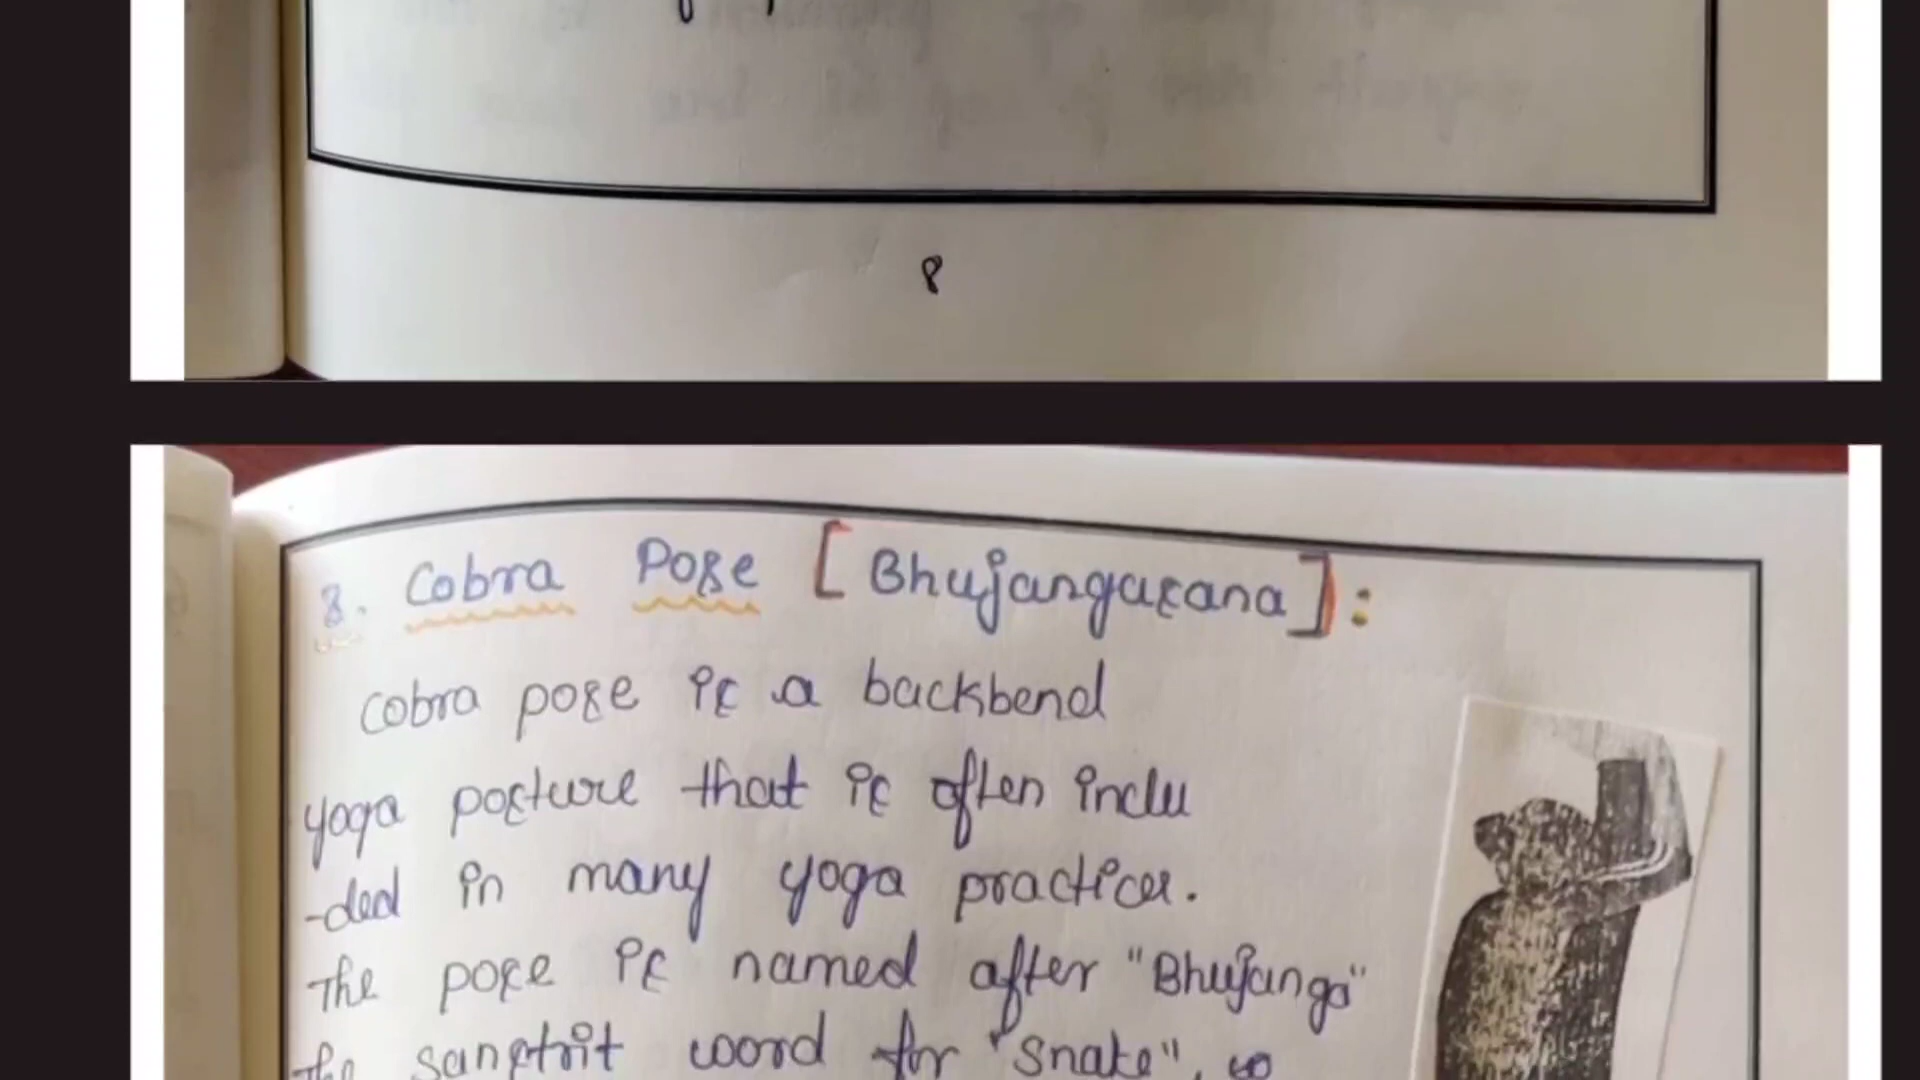 8
8. Cobra Pose [Bhujangasana]:
Cobra pose is a backbend
yoga posture that is often inclu
-ded in many yoga practices.
The pose is named after "Bhujanga"
the sanskrit word for "snake",